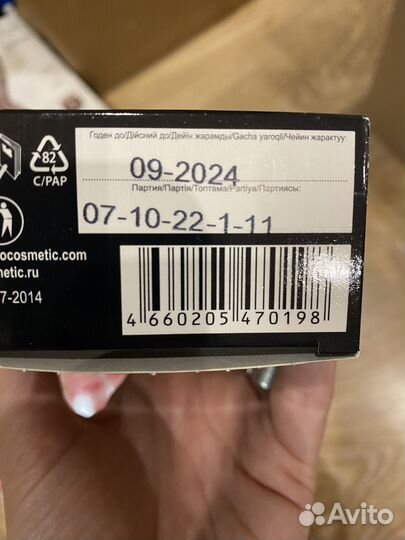 Годен до/Дійсний до/Дейін жарамды/Gacha yaroqli/Чейин жарактуу:
82
09-2024
C/PAP
Партия/Партія/Топтама/Partiya/Партиясы:
07-10-22-1-11
ocosmetic.com
metic.ru
7-2014
4 660205 470198
Avito